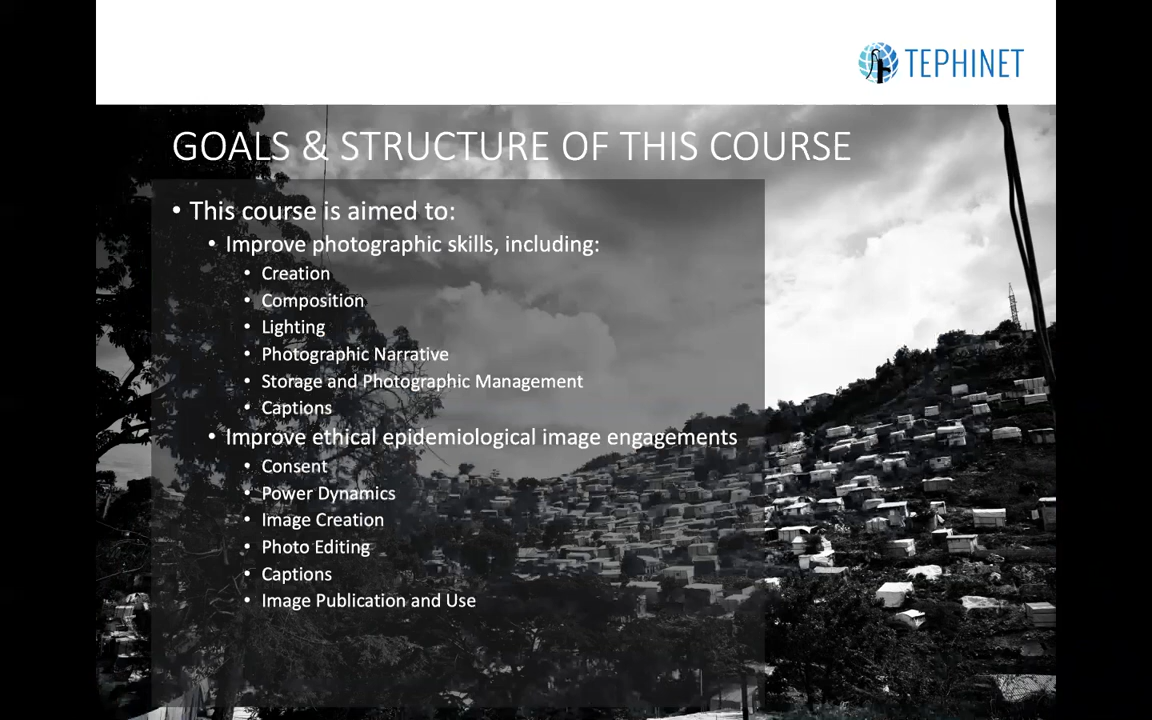 TEPHINET
GOALS & STRUCTURE OF THIS COURSE
• This course is aimed to:
• Improve photographic skills, including:
• Creation
• Composition
• Lighting
• Photographic Narrative
• Storage and Photographic Management
• Captions
• Improve ethical epidemiological image engagements
• Consent
• Power Dynamics
• Image Creation
• Photo Editing
• Captions
• Image Publication and Use